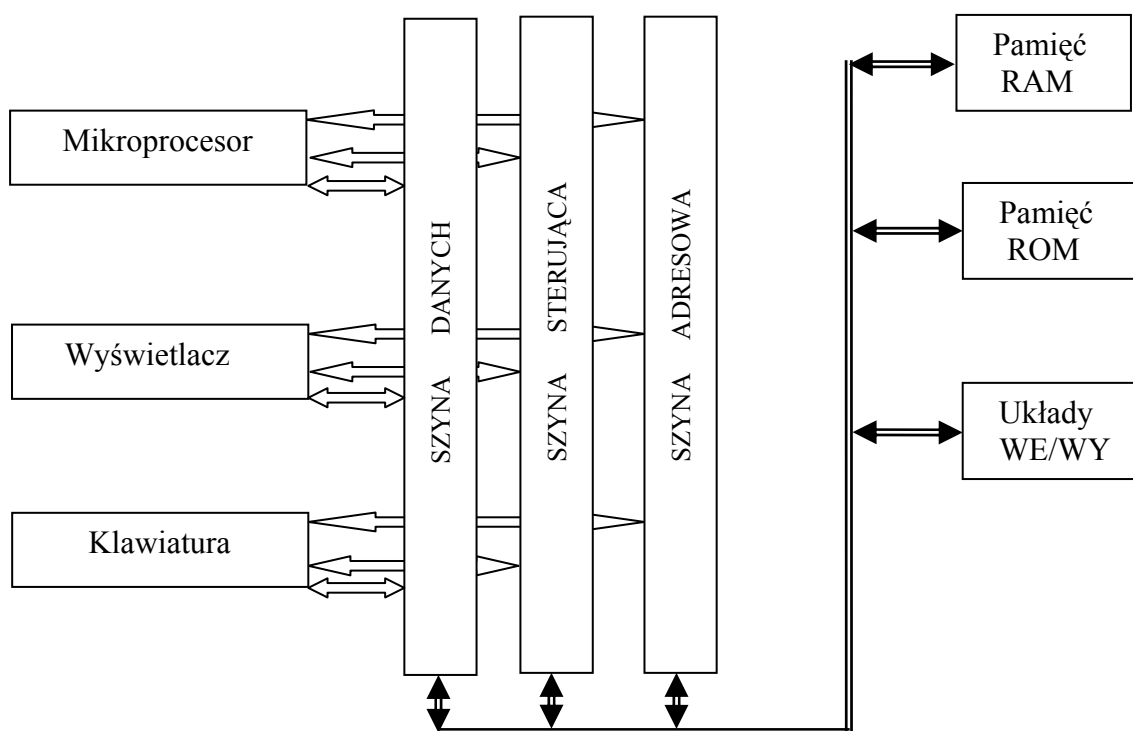 Mikroprocesor
Wyświetlacz
Klawiatura
SZYNA DANYCH
SZYNA STERUJĄCA
SZYNA ADRESOWA
Pamięć
RAM
Pamięć
ROM
Układy
WE/WY